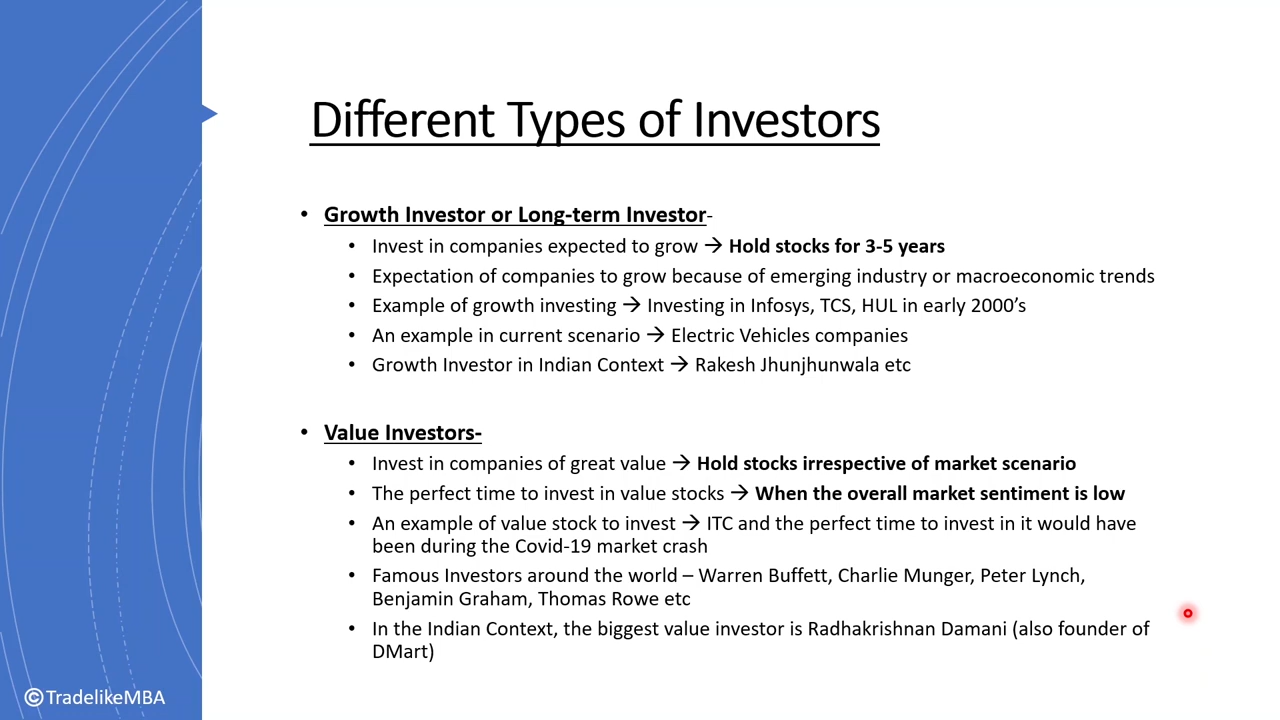 Different Types of Investors
• Growth Investor or Long-term Investor-
• Invest in companies expected to grow → Hold stocks for 3-5 years
• Expectation of companies to grow because of emerging industry or macroeconomic trends
• Example of growth investing → Investing in Infosys, TCS, HUL in early 2000's
• An example in current scenario → Electric Vehicles companies
• Growth Investor in Indian Context → Rakesh Jhunjhunwala etc
• Value Investors-
• Invest in companies of great value → Hold stocks irrespective of market scenario
• The perfect time to invest in value stocks → When the overall market sentiment is low
• An example of value stock to invest → ITC and the perfect time to invest in it would have
been during the Covid-19 market crash
• Famous Investors around the world – Warren Buffett, Charlie Munger, Peter Lynch,
Benjamin Graham, Thomas Rowe etc
• In the Indian Context, the biggest value investor is Radhakrishnan Damani (also founder of
DMart)
©TradelikeMBA